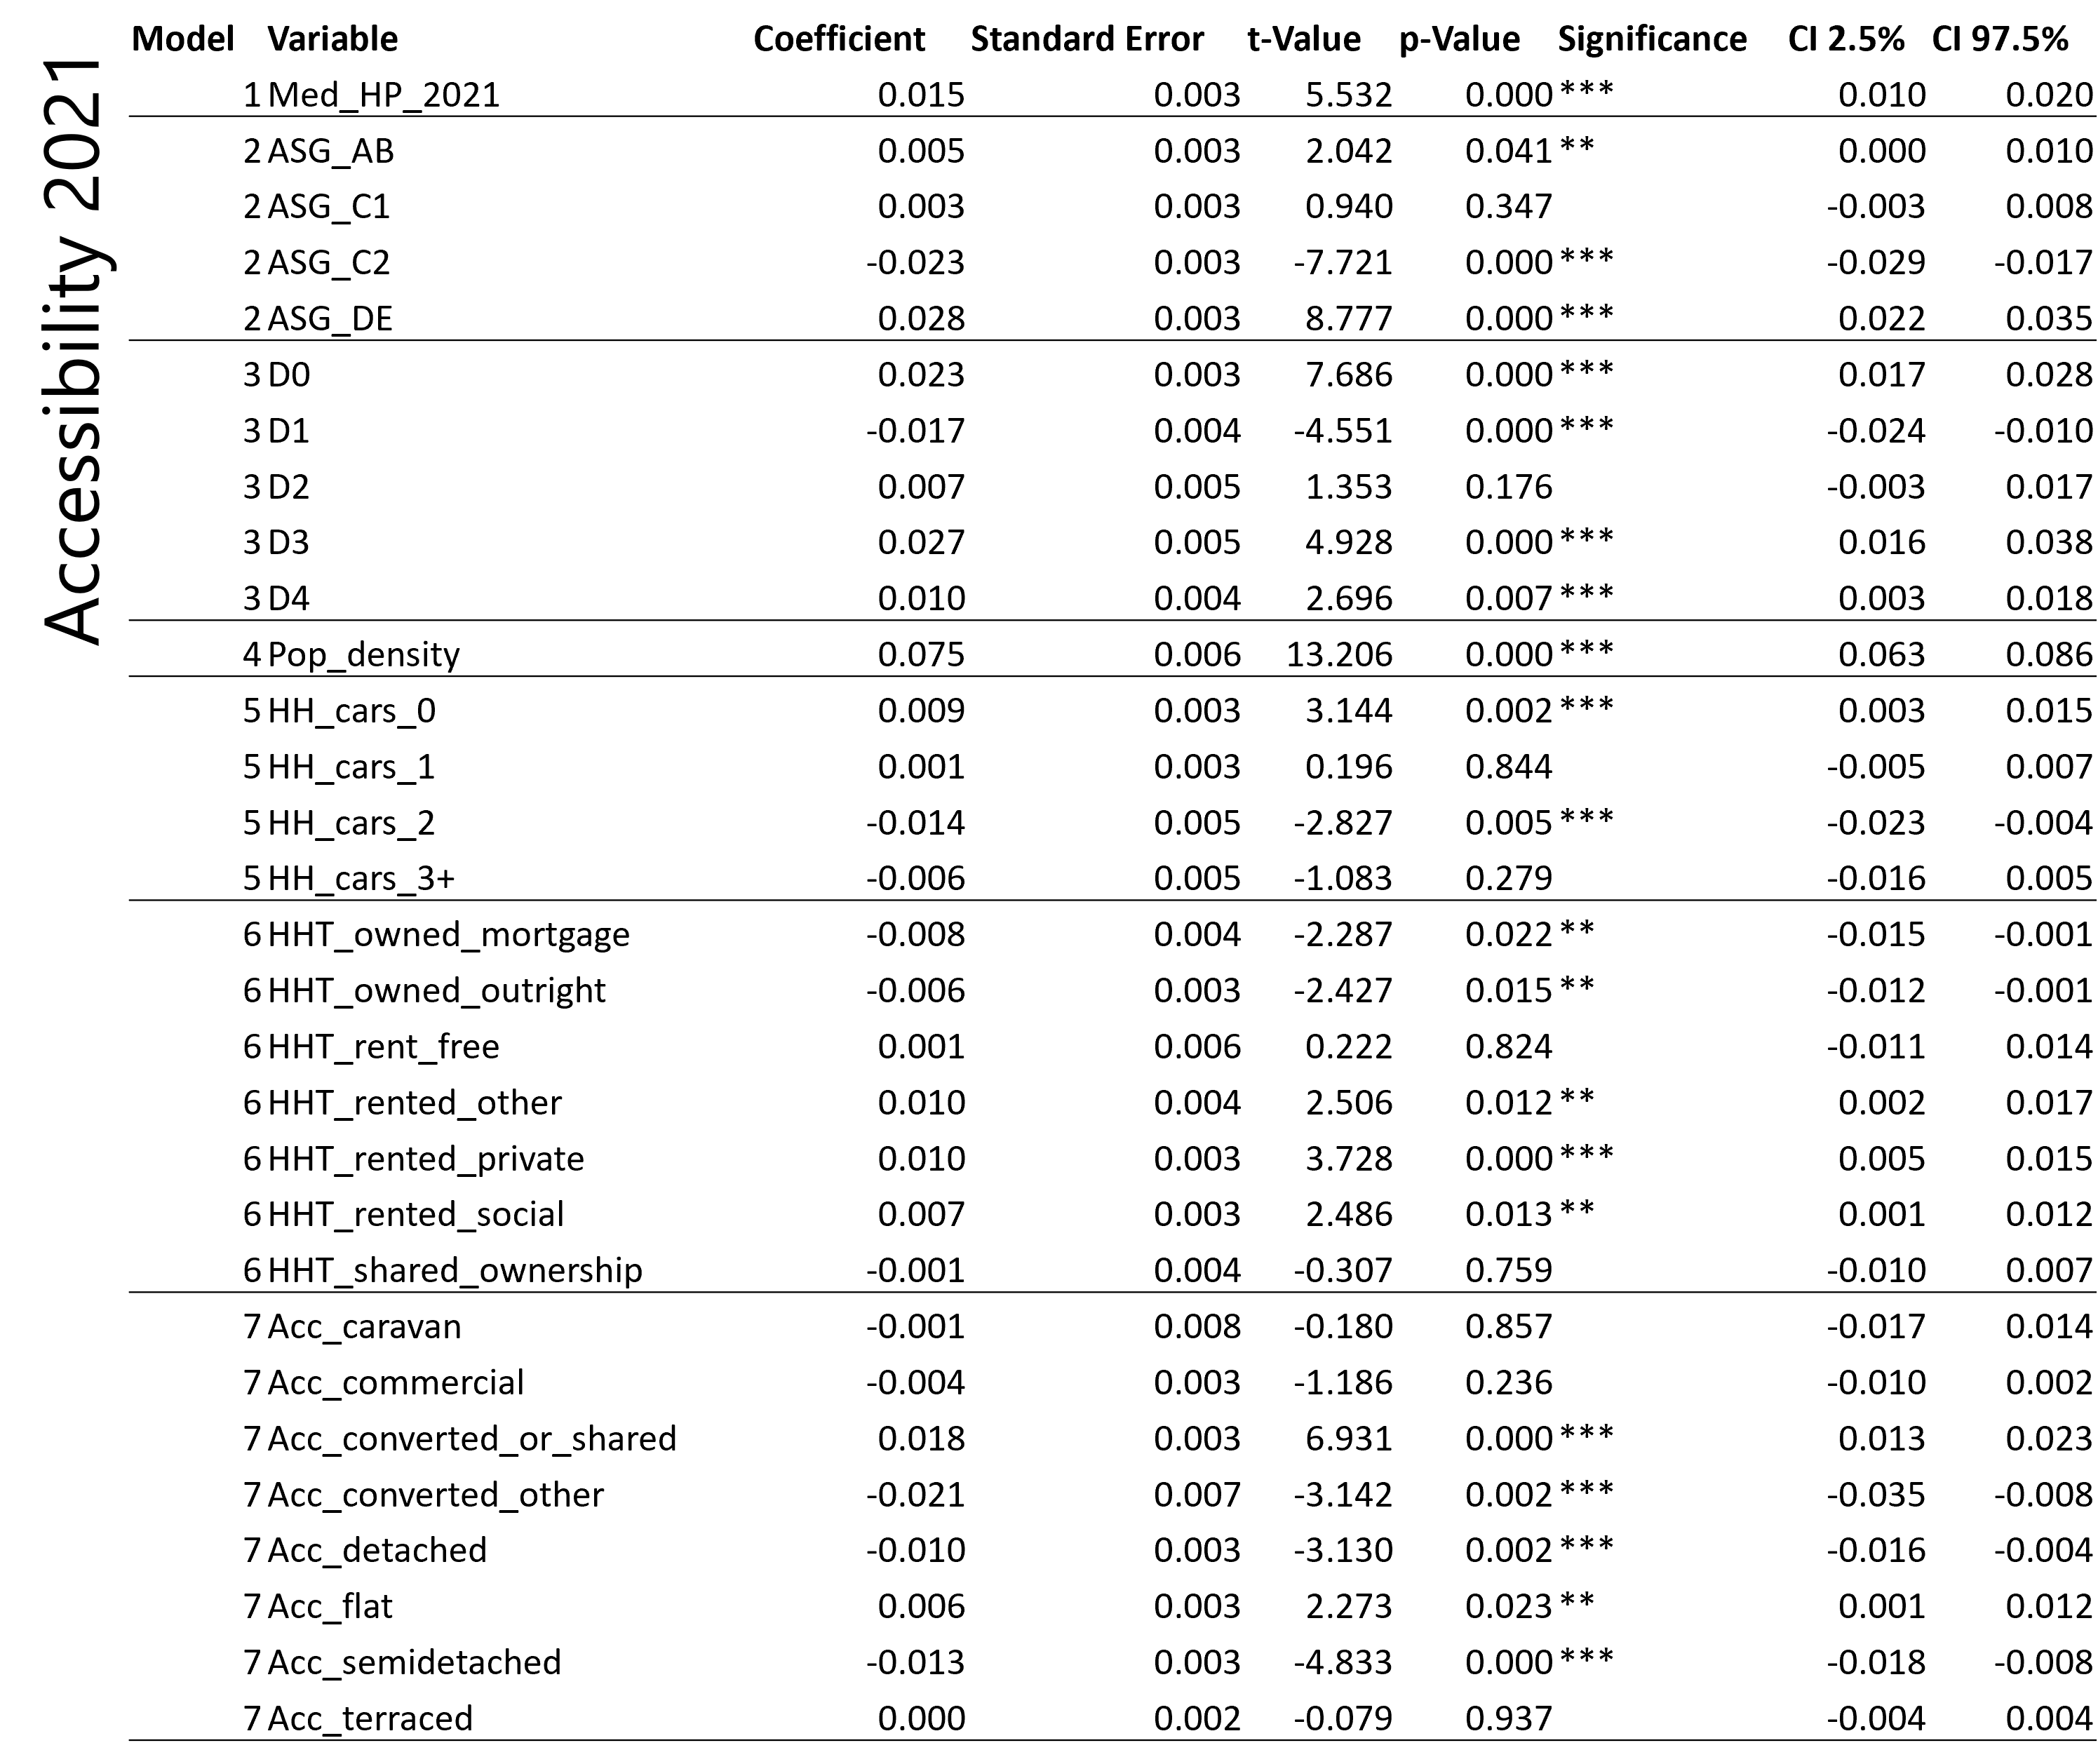 Accessibility 2021
Model Variable Coefficient Standard Error t-Value p-Value Significance CI 2.5% CI 97.5%
1 Med_HP_2021 0.015 0.003 5.532 0.000 *** 0.010 0.020
2 ASG_AB 0.005 0.003 2.042 0.041 ** 0.000 0.010
2 ASG_C1 0.003 0.003 0.940 0.347 -0.003 0.008
2 ASG_C2 -0.023 0.003 -7.721 0.000 *** -0.029 -0.017
2 ASG_DE 0.028 0.003 8.777 0.000 *** 0.022 0.035
3 D0 0.023 0.003 7.686 0.000 *** 0.017 0.028
3 D1 -0.017 0.004 -4.551 0.000 *** -0.024 -0.010
3 D2 0.007 0.005 1.353 0.176 -0.003 0.017
3 D3 0.027 0.005 4.928 0.000 *** 0.016 0.038
3 D4 0.010 0.004 2.696 0.007 *** 0.003 0.018
4 Pop_density 0.075 0.006 13.206 0.000 *** 0.063 0.086
5 HH_cars_0 0.009 0.003 3.144 0.002 *** 0.003 0.015
5 HH_cars_1 0.001 0.003 0.196 0.844 -0.005 0.007
5 HH_cars_2 -0.014 0.005 -2.827 0.005 *** -0.023 -0.004
5 HH_cars_3+ -0.006 0.005 -1.083 0.279 -0.016 0.005
6 HHT_owned_mortgage -0.008 0.004 -2.287 0.022 ** -0.015 -0.001
6 HHT_owned_outright -0.006 0.003 -2.427 0.015 ** -0.012 -0.001
6 HHT_rent_free 0.001 0.006 0.222 0.824 -0.011 0.014
6 HHT_rented_other 0.010 0.004 2.506 0.012 ** 0.002 0.017
6 HHT_rented_private 0.010 0.003 3.728 0.000 *** 0.005 0.015
6 HHT_rented_social 0.007 0.003 2.486 0.013 ** 0.001 0.012
6 HHT_shared_ownership -0.001 0.004 -0.307 0.759 -0.010 0.007
7 Acc_caravan -0.001 0.008 -0.180 0.857 -0.017 0.014
7 Acc_commercial -0.004 0.003 -1.186 0.236 -0.010 0.002
7 Acc_converted_or_shared 0.018 0.003 6.931 0.000 *** 0.013 0.023
7 Acc_converted_other -0.021 0.007 -3.142 0.002 *** -0.035 -0.008
7 Acc_detached -0.010 0.003 -3.130 0.002 *** -0.016 -0.004
7 Acc_flat 0.006 0.003 2.273 0.023 ** 0.001 0.012
7 Acc_semidetached -0.013 0.003 -4.833 0.000 *** -0.018 -0.008
7 Acc_terraced 0.000 0.002 -0.079 0.937 -0.004 0.004